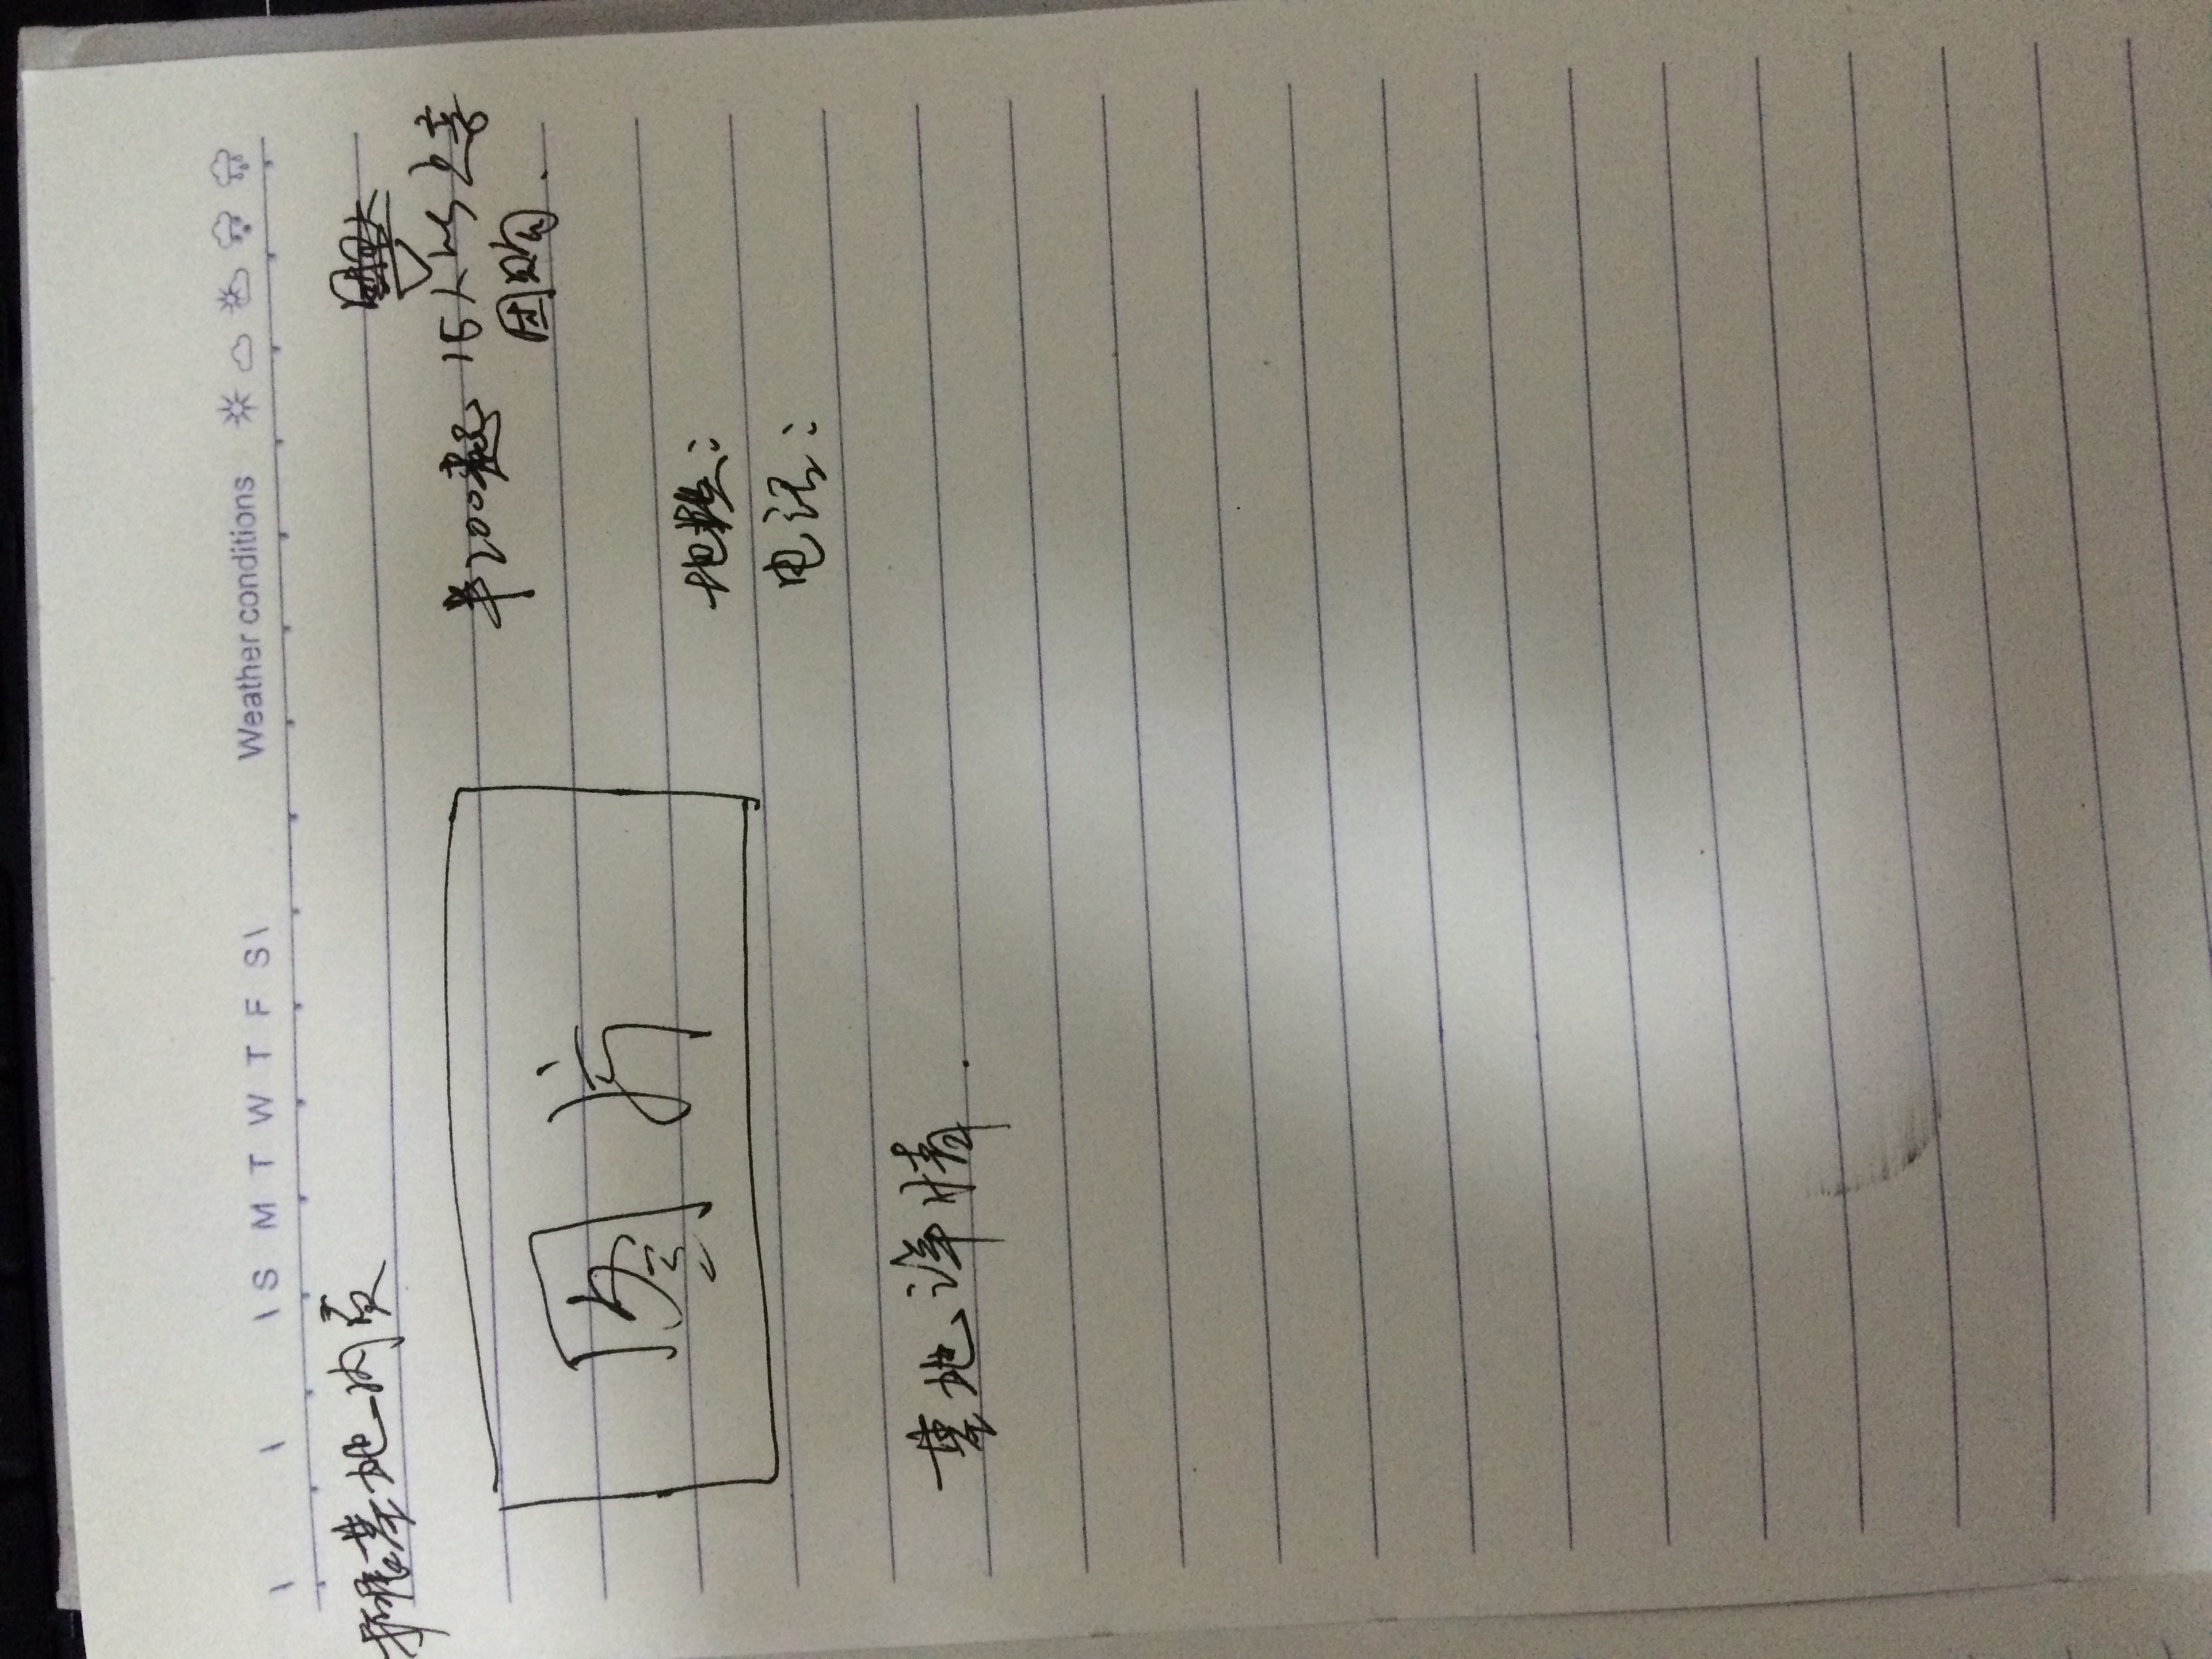 S M T W T F S
Weather conditions
拓展基地内页
¥200起 15人以上享
团购.
图片
地址:
电话:
基地详情.